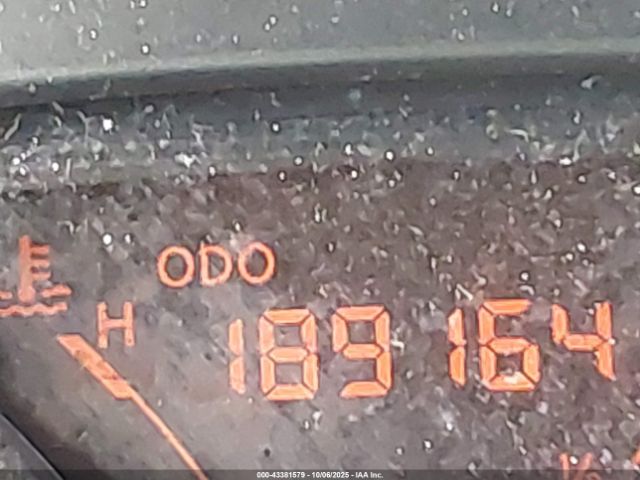 ODO
H
189164
000-43381579 - 10/06/2025 - IAA Inc.